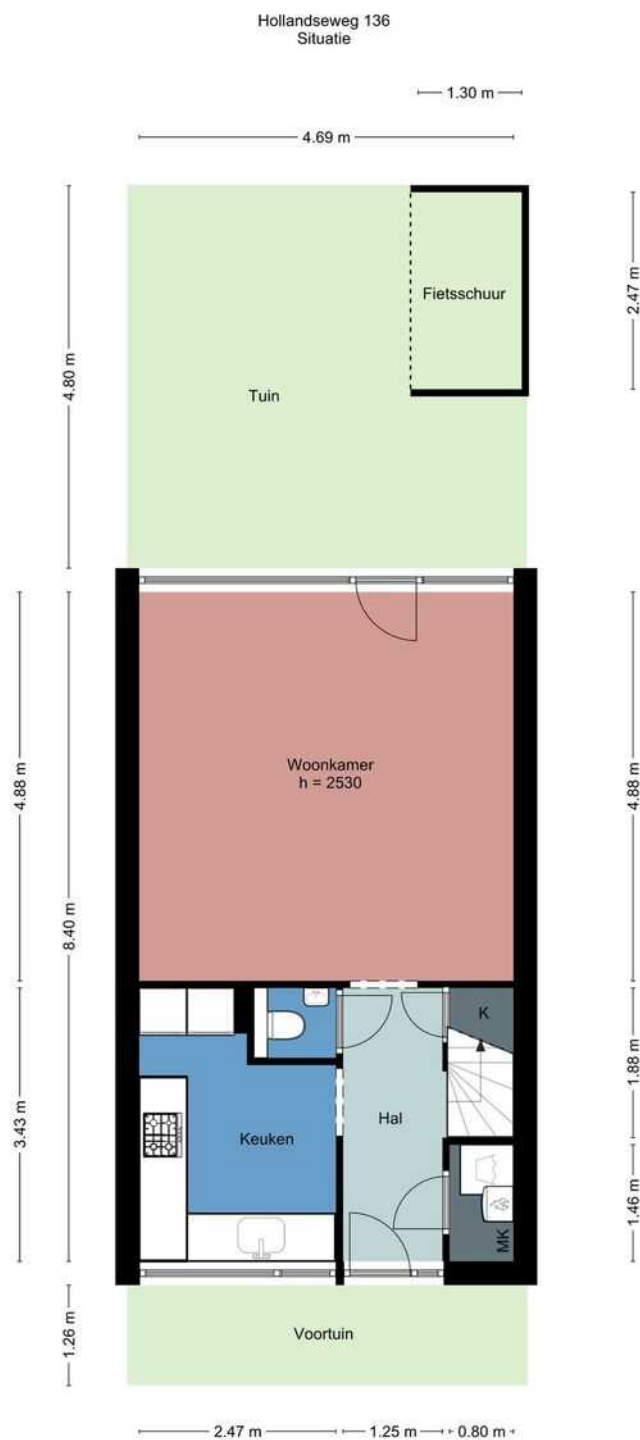 Hollandseweg 136
Situatie
1.30 m
4.69 m
Fietsschuur
2.47 m
4.80 m
Tuin
Woonkamer
h = 2530
4.88 m
4.88 m
8.40 m
K
1.88 m
3.43 m
Keuken
Hal
1.46 m
MK
1.26 m
Voortuin
2.47 m
1.25 m
0.80 m